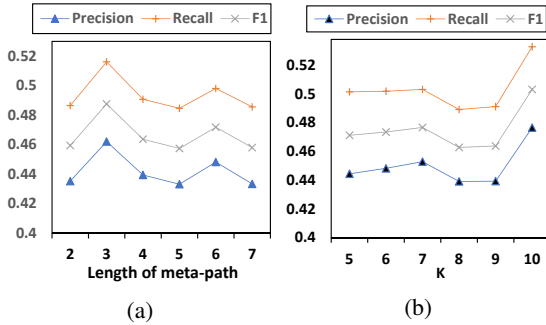 Precision Recall F1
0.52
0.5
0.48
0.46
0.44
0.42
0.4
2 3 4 5 6 7
Length of meta-path
(a)
Precision Recall F1
0.52
0.5
0.48
0.46
0.44
0.42
0.4
5 6 7 8 9 10
K
(b)